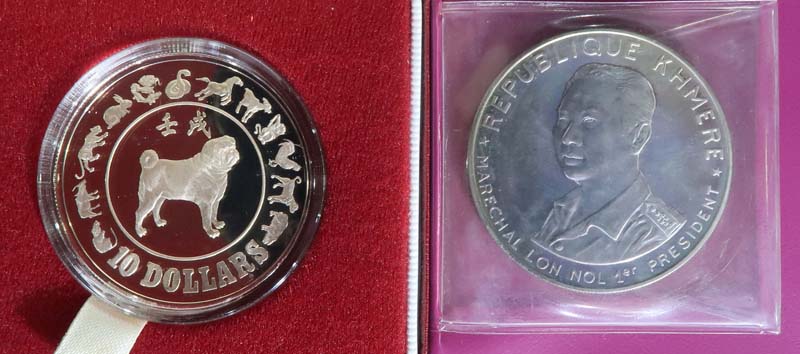 壬戌
10 DOLLARS
★ REPUBLIQUE KHMERE ★
MARECHAL LON NOL 1er PRESIDENT